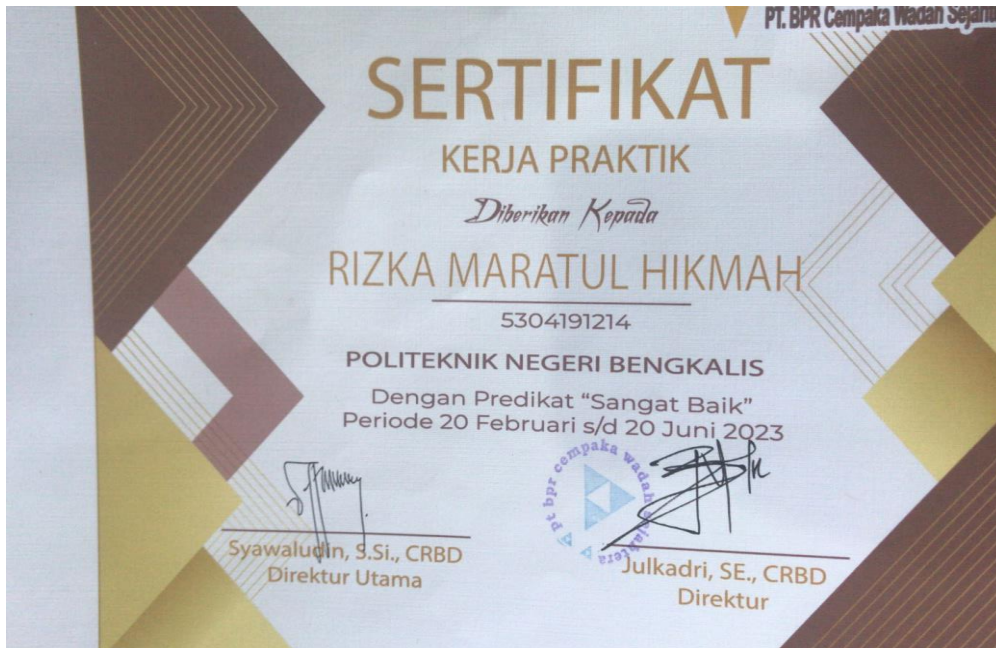 PT. BPR Cempaka Wadah
SERTIFIKAT
KERJA PRAKTIK
Diberikan Kepada
RIZKA MARATUL HIKMAH
5304191214
POLITEKNIK NEGERI BENGKALIS
Dengan Predikat “Sangat Baik”
Periode 20 Februari s/d 20 Juni 2023
Pt bpr cempaka wadah sejahtera
Syawaludin, S.Si., CRBD
Direktur Utama
Julkadri, SE., CRBD
Direktur